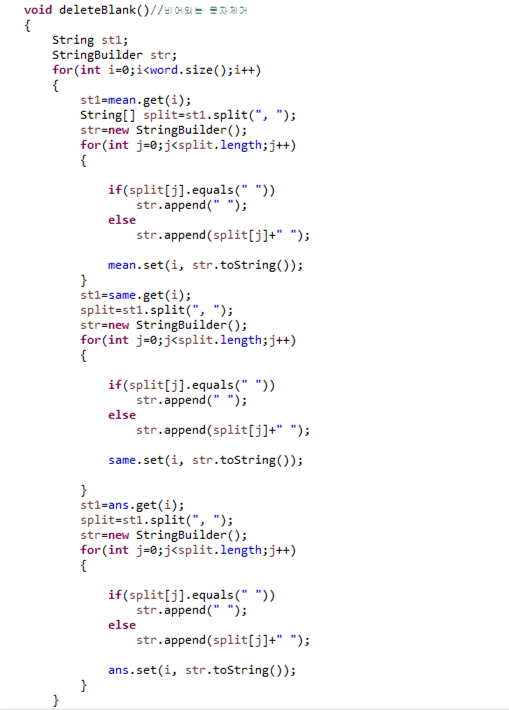 void deleteBlank()//비어있는 문자제거
{
String st1;
StringBuilder str;
for(int i=0;i<word.size();i++)
{
st1=mean.get(i);
String[] split=st1.split(", ");
str=new StringBuilder();
for(int j=0;j<split.length;j++)
{
if(split[j].equals(" "))
str.append(" ");
else
str.append(split[j]+" ");
mean.set(i, str.toString());
}
st1=same.get(i);
split=st1.split(", ");
str=new StringBuilder();
for(int j=0;j<split.length;j++)
{
if(split[j].equals(" "))
str.append(" ");
else
str.append(split[j]+" ");
same.set(i, str.toString());
}
st1=ans.get(i);
split=st1.split(", ");
str=new StringBuilder();
for(int j=0;j<split.length;j++)
{
if(split[j].equals(" "))
str.append(" ");
else
str.append(split[j]+" ");
ans.set(i, str.toString());
}
}